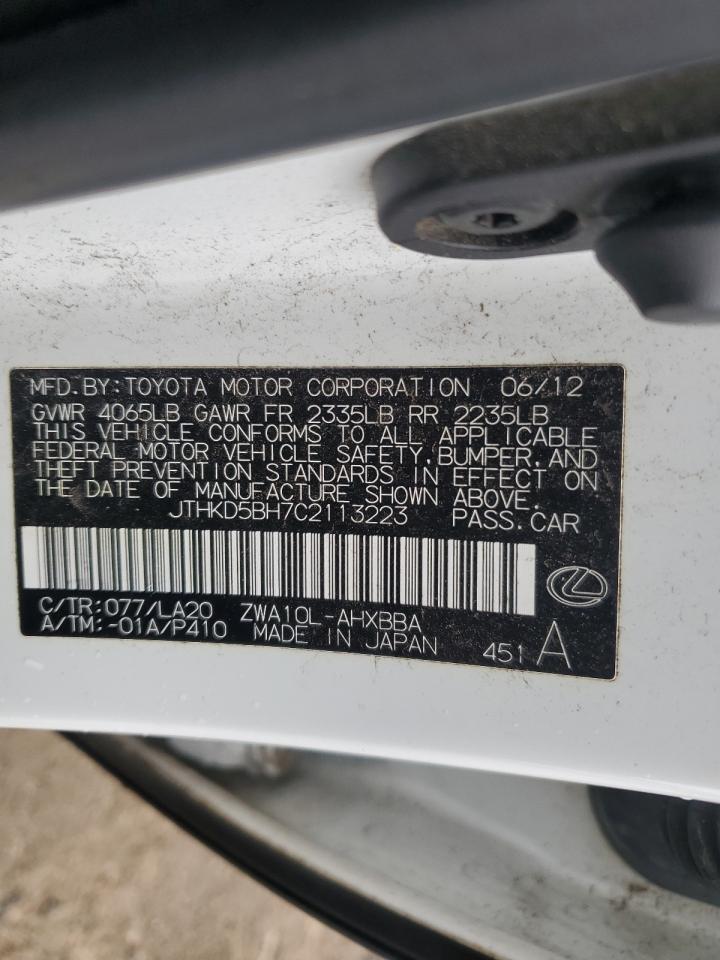 MFD.BY:TOYOTA MOTOR CORPORATION 06/12
GVWR 4065LB GAWR FR 2335LB RR 2235LB
THIS VEHICLE CONFORMS TO ALL APPLICABLE
FEDERAL MOTOR VEHICLE SAFETY,BUMPER,AND
THEFT PREVENTION STANDARDS IN EFFECT ON
THE DATE OF MANUFACTURE SHOWN ABOVE.
JTHKD5BH7C2113223 PASS.CAR
C/TR:077/LA20 ZWA10L-AHXBBA
A/TM:-01A/P410 MADE IN JAPAN 451 A